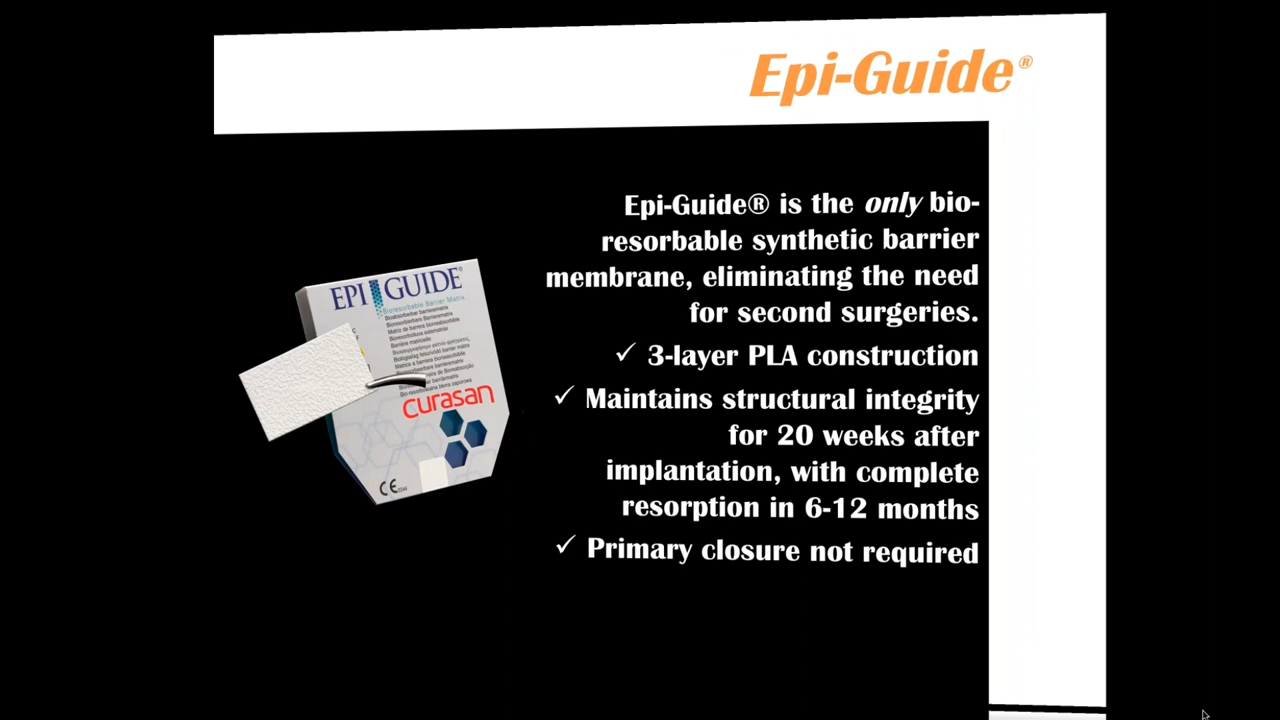 Epi-Guide®
Epi-Guide® is the only bio-
resorbable synthetic barrier
membrane, eliminating the need
for second surgeries.
✓ 3-layer PLA construction
✓ Maintains structural integrity
for 20 weeks after
implantation, with complete
resorption in 6-12 months
✓ Primary closure not required
EPI GUIDE®
Bioresorbable Barrier Matrix
curasan
CE